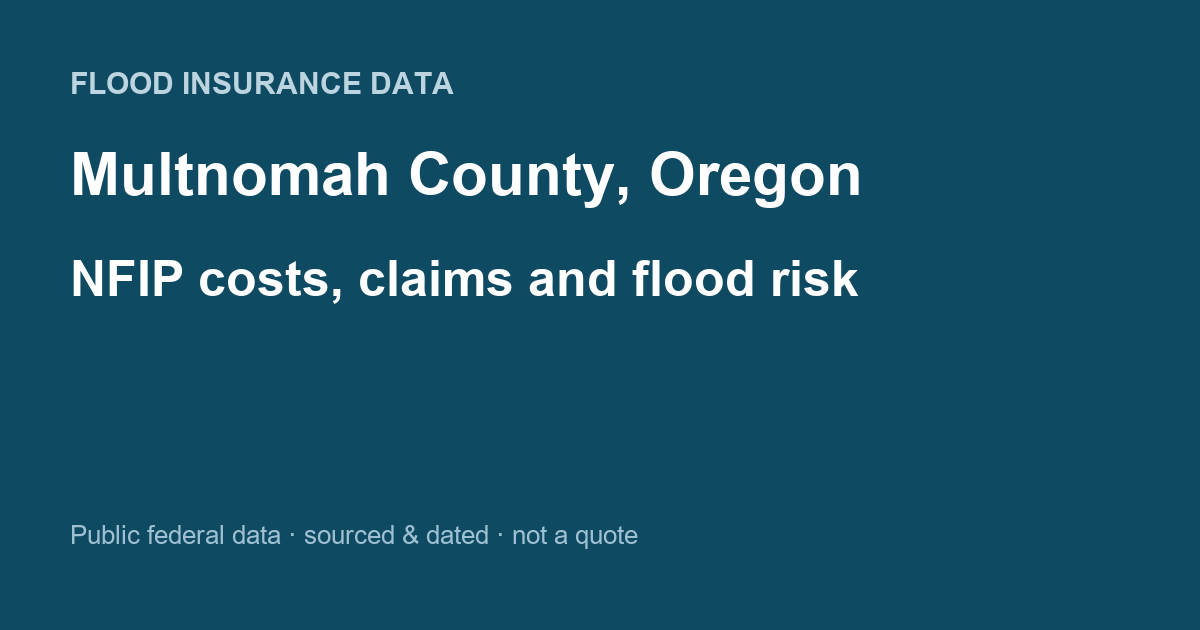 FLOOD INSURANCE DATA
Multnomah County, Oregon
NFIP costs, claims and flood risk
Public federal data · sourced & dated · not a quote